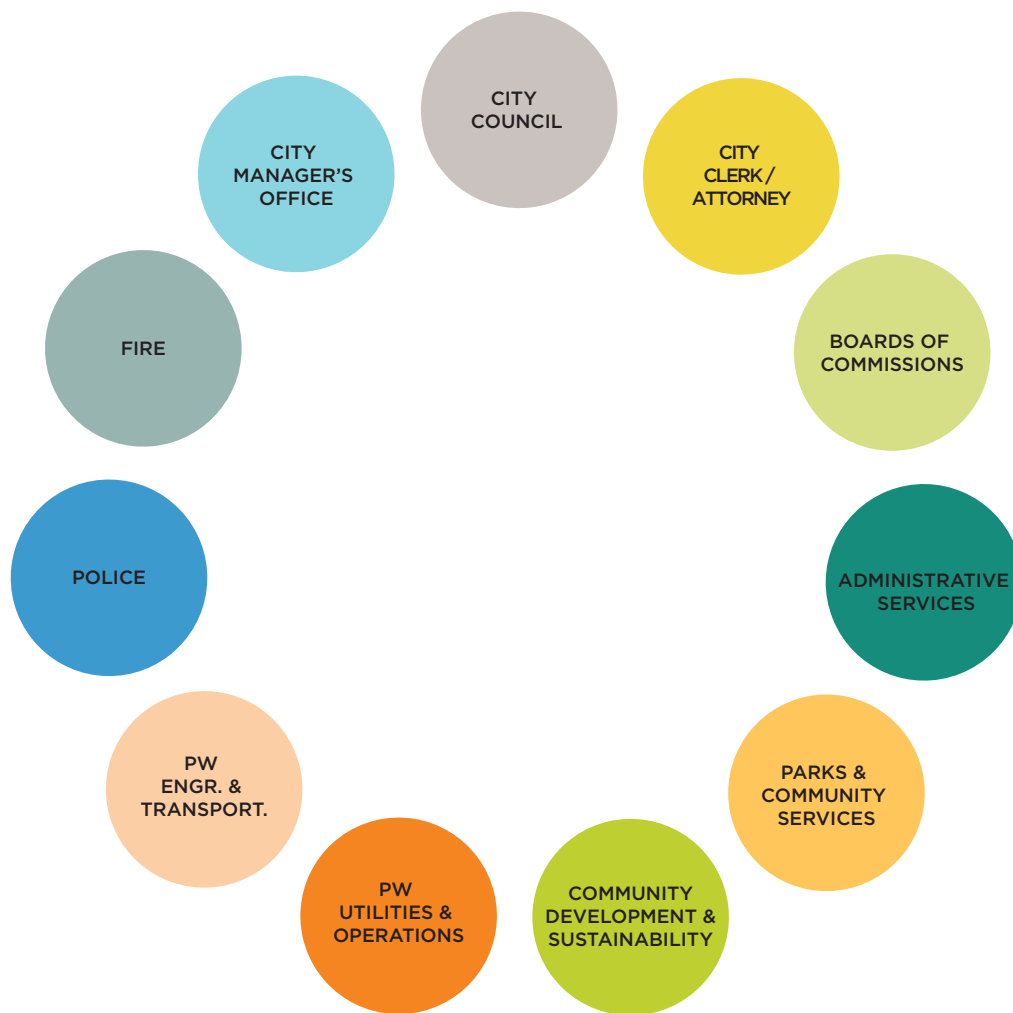 CITY
COUNCIL
CITY
CLERK /
ATTORNEY
BOARDS OF
COMMISSIONS
ADMINISTRATIVE
SERVICES
PARKS &
COMMUNITY
SERVICES
COMMUNITY
DEVELOPMENT &
SUSTAINABILITY
PW
UTILITIES &
OPERATIONS
PW
ENGR. &
TRANSPORT.
POLICE
FIRE
CITY
MANAGER'S
OFFICE